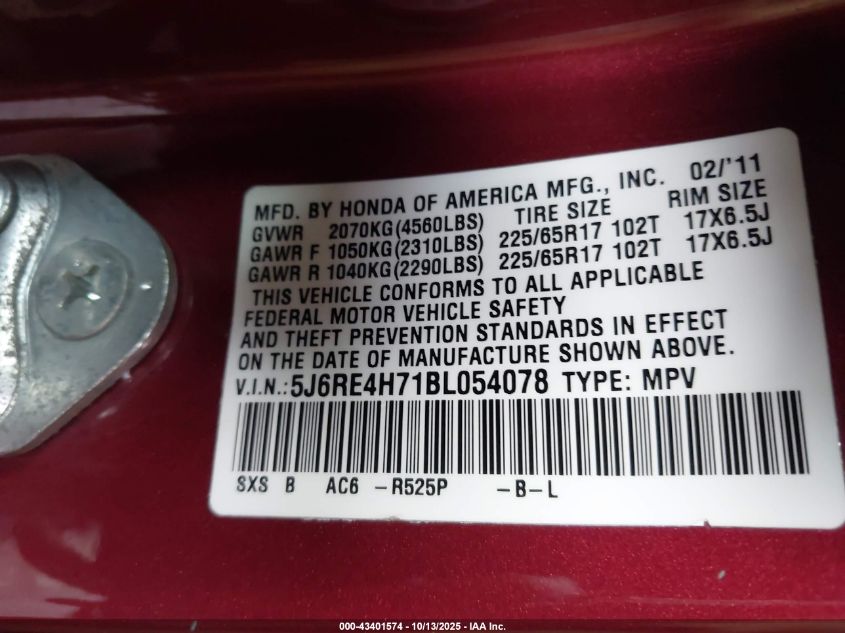 MFD. BY HONDA OF AMERICA MFG., INC. 02/'11
GVWR 2070KG(4560LBS) TIRE SIZE RIM SIZE
GAWR F 1050KG(2310LBS) 225/65R17 102T 17X6.5J
GAWR R 1040KG(2290LBS) 225/65R17 102T 17X6.5J
THIS VEHICLE CONFORMS TO ALL APPLICABLE
FEDERAL MOTOR VEHICLE SAFETY
AND THEFT PREVENTION STANDARDS IN EFFECT
ON THE DATE OF MANUFACTURE SHOWN ABOVE.
V.I.N.:5J6RE4H71BL054078 TYPE: MPV
SXS B AC6 -R525P -B-L
000-43401574 - 10/13/2025 - IAA Inc.